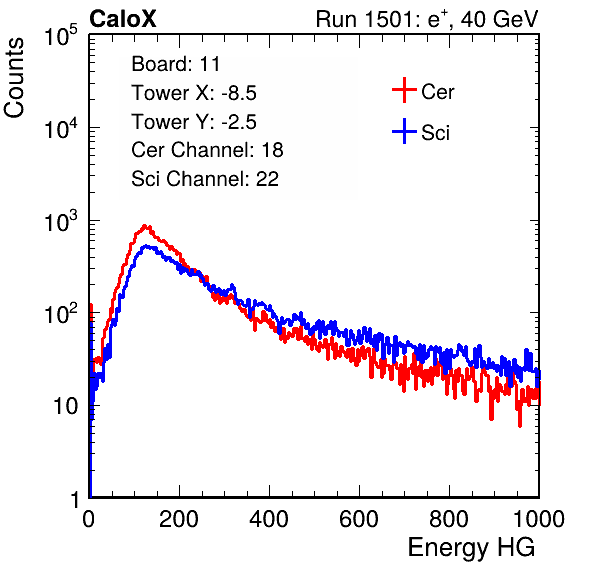 CaloX Run 1501: e⁺, 40 GeV
Counts
Board: 11
Tower X: -8.5
Tower Y: -2.5
Cer Channel: 18
Sci Channel: 22
Cer
Sci
10⁵
10⁴
10³
10²
10
1
0 200 400 600 800 1000
Energy HG